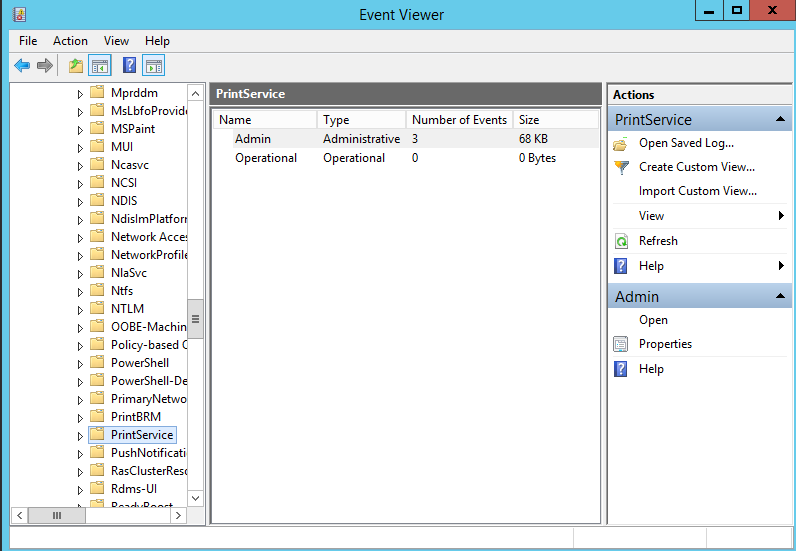 Event Viewer
File Action View Help
Mprddm
MsLbfoProvide
MSPaint
MUI
Ncasvc
NCSI
NDIS
NdisImPlatforn
Network Acces
NetworkProfile
NlaSvc
Ntfs
NTLM
OOBE-Machin
Policy-based Q
PowerShell
PowerShell-De
PrimaryNetwo
PrintBRM
PrintService
PushNotificati
RasClusterReso
Rdms-UI
ReadyBoost
PrintService
Name Type Number of Events Size
Admin Administrative 3 68 KB
Operational Operational 0 0 Bytes
Actions
PrintService
Open Saved Log...
Create Custom View...
Import Custom View...
View
Refresh
Help
Admin
Open
Properties
Help